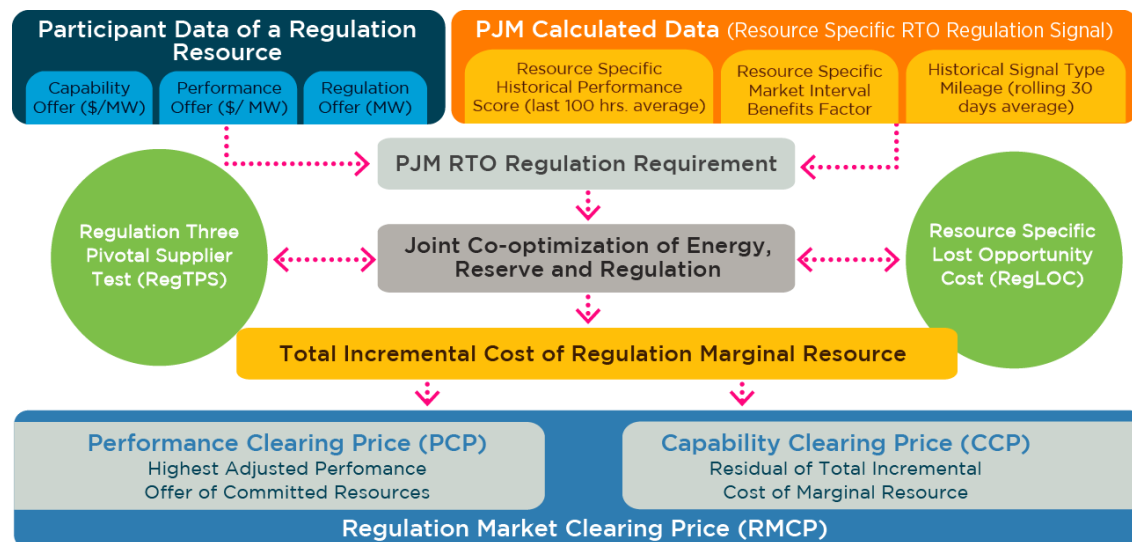 Participant Data of a Regulation
Resource
Capability
Offer ($/MW)
Performance
Offer ($/ MW)
Regulation
Offer (MW)
PJM Calculated Data (Resource Specific RTO Regulation Signal)
Resource Specific
Historical Performance
Score (last 100 hrs. average)
Resource Specific
Market Interval
Benefits Factor
Historical Signal Type
Mileage (rolling 30
days average)
PJM RTO Regulation Requirement
Regulation Three
Pivotal Supplier
Test (RegTPS)
Joint Co-optimization of Energy,
Reserve and Regulation
Resource Specific
Lost Opportunity
Cost (RegLOC)
Total Incremental Cost of Regulation Marginal Resource
Performance Clearing Price (PCP)
Highest Adjusted Perfomance
Offer of Committed Resources
Capability Clearing Price (CCP)
Residual of Total Incremental
Cost of Marginal Resource
Regulation Market Clearing Price (RMCP)